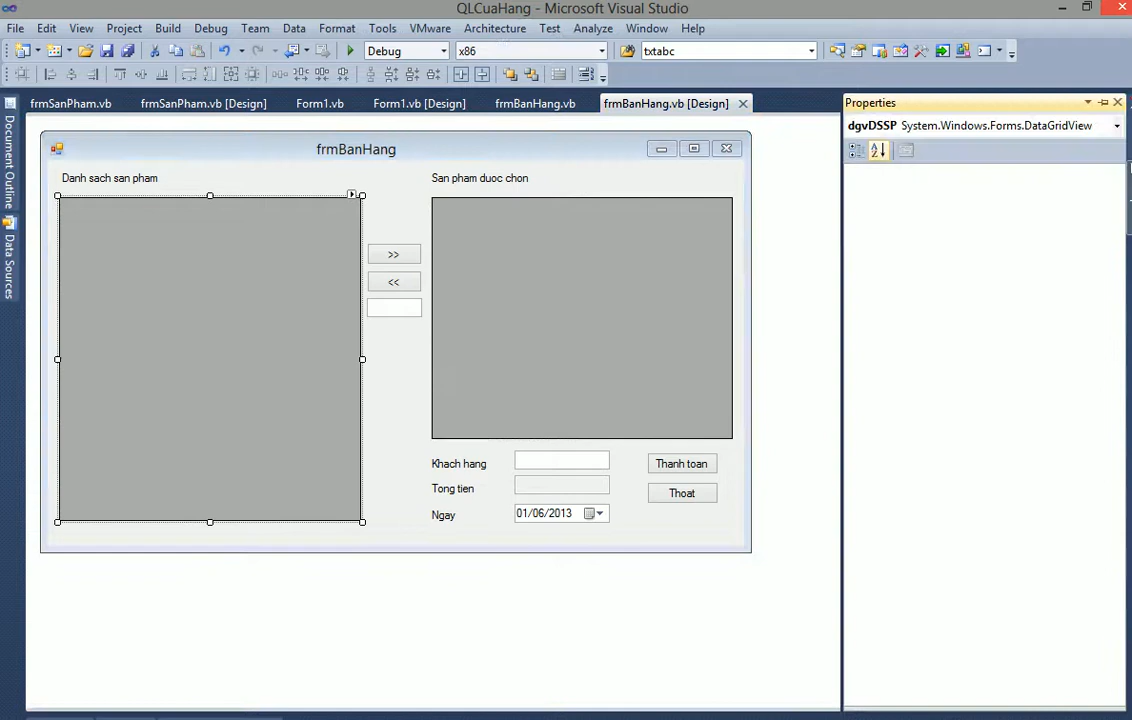 QLCuaHang - Microsoft Visual Studio
File Edit View Project Build Debug Team Data Format Tools VMware Architecture Test Analyze Window Help
Debug x86 txtabc
frmSanPham.vb frmSanPham.vb [Design] Form1.vb Form1.vb [Design] frmBanHang.vb frmBanHang.vb [Design]
Properties
dgvDSSP System.Windows.Forms.DataGridView
Document Outline
Data Sources
frmBanHang
Danh sach san pham
San pham duoc chon
>>
<<
Khach hang
Thanh toan
Tong tien
Thoat
Ngay
01/06/2013